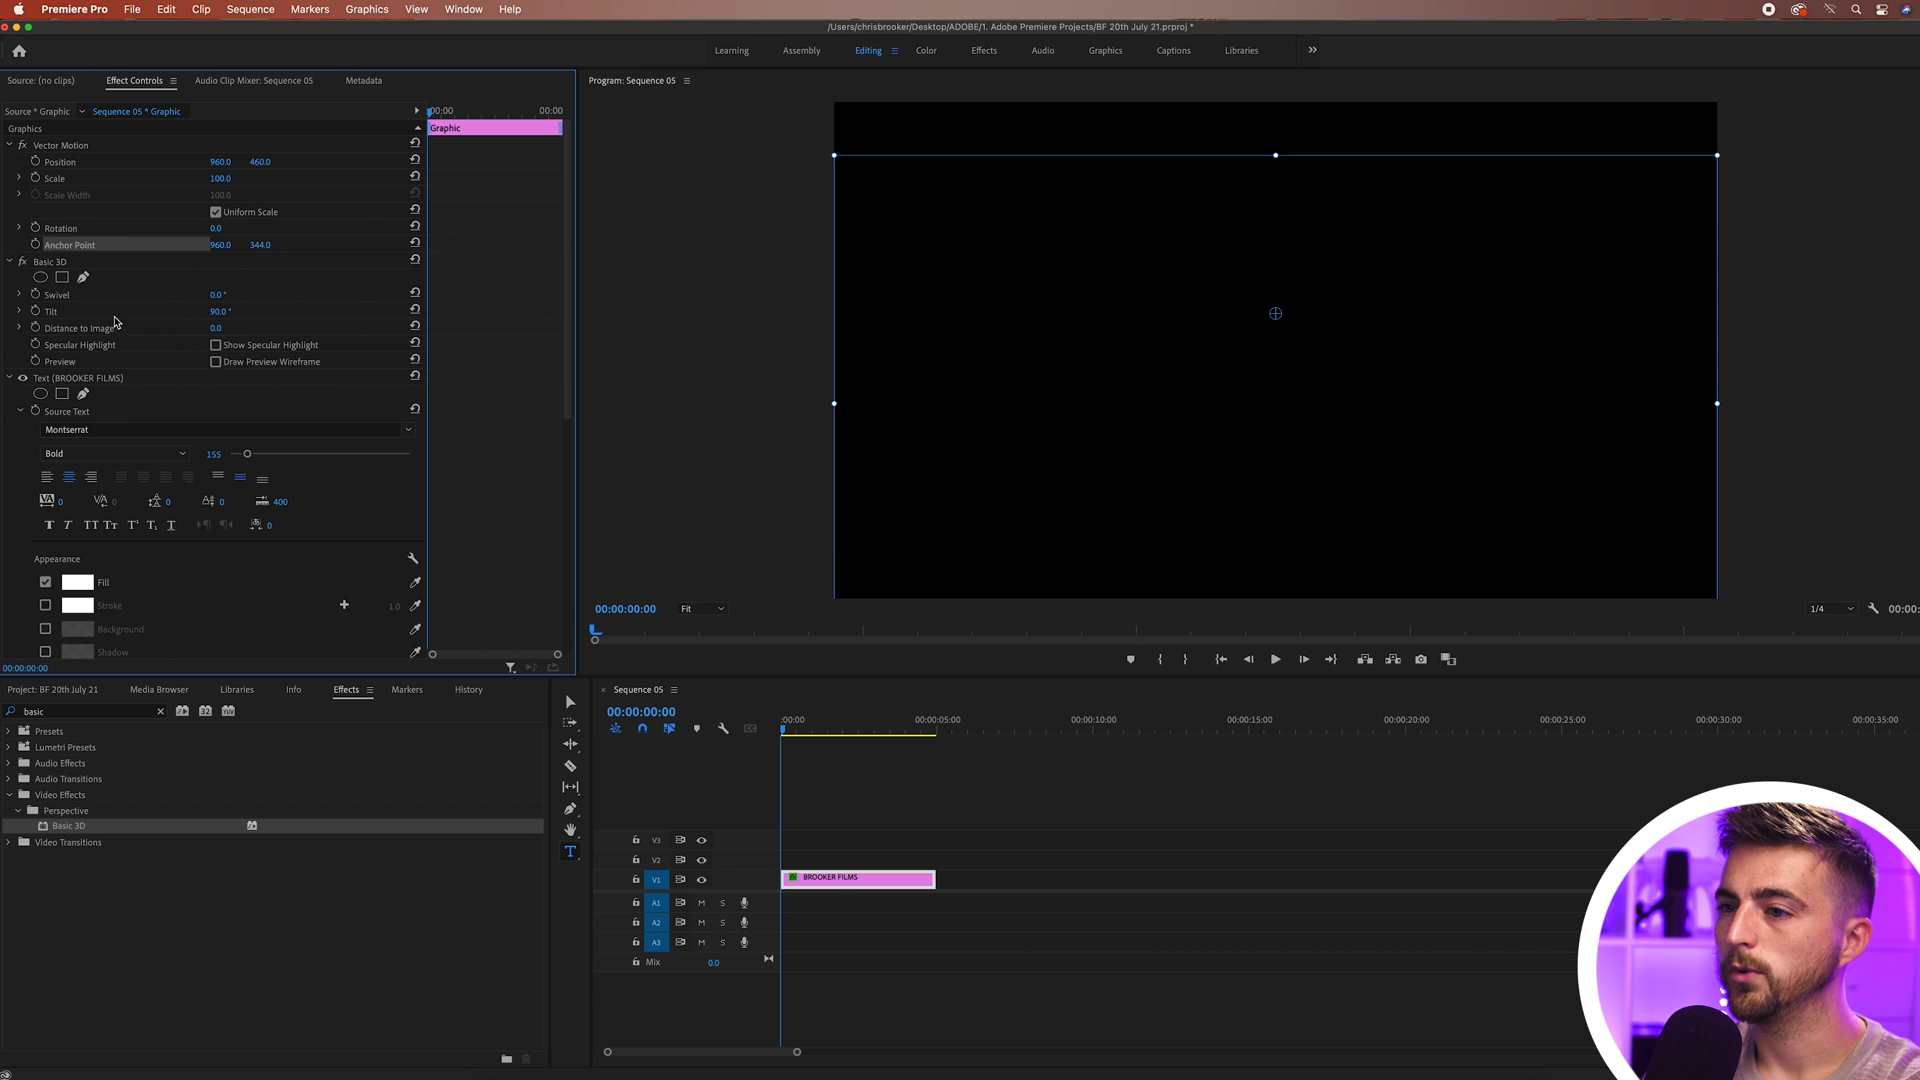 Premiere Pro File Edit Clip Sequence Markers Graphics View Window Help
/Users/chrisbrooker/Desktop/ADOBE/1. Adobe Premiere Projects/BF 20th July 21.prproj *
Learning Assembly Editing Color Effects Audio Graphics Captions Libraries
Source: (no clips) Effect Controls Audio Clip Mixer: Sequence 05 Metadata
Program: Sequence 05
Source * Graphic Sequence 05 * Graphic :00:00 00:00
Graphics Graphic
fx Vector Motion
Position 960.0 460.0
Scale 100.0
Scale Width 100.0
Uniform Scale
Rotation 0.0
Anchor Point 960.0 344.0
fx Basic 3D
Swivel 0.0 °
Tilt 90.0 °
Distance to Image 0.0
Specular Highlight Show Specular Highlight
Preview Draw Preview Wireframe
Text (BROOKER FILMS)
Source Text
Montserrat
Bold 155
0 0 0 0 400
T T TT TT T¹ T₁ T 0
Appearance
Fill
Stroke 1.0
Background
Shadow
00:00:00:00
00:00:00:00 Fit 1/4 00:00:
Project: BF 20th July 21 Media Browser Libraries Info Effects Markers History
basic
Presets
Lumetri Presets
Audio Effects
Audio Transitions
Video Effects
Perspective
Basic 3D
Video Transitions
Sequence 05
00:00:00:00
:00:00 00:00:05:00 00:00:10:00 00:00:15:00 00:00:20:00 00:00:25:00 00:00:30:00 00:00:35:00
V3
V2
V1 fx BROOKER FILMS
A1 M S
A2 M S
A3 M S
Mix 0.0